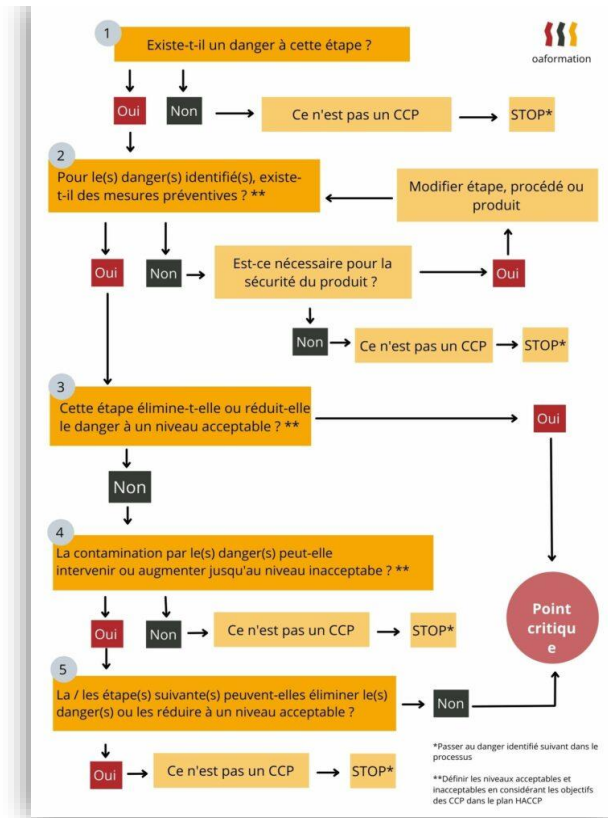 1
Existe-t-il un danger à cette étape ?
oaformation
Oui
Non
Ce n'est pas un CCP
STOP*
2
Pour le(s) danger(s) identifié(s), existe-
t-il des mesures préventives ? **
Modifier étape, procédé ou
produit
Oui
Non
Est-ce nécessaire pour la
sécurité du produit ?
Oui
Non
Ce n'est pas un CCP
STOP*
3
Cette étape élimine-t-elle ou réduit-elle
le danger à un niveau acceptable ? **
Oui
Non
4
La contamination par le(s) danger(s) peut-elle
intervenir ou augmenter jusqu'au niveau inacceptabe ? **
Oui
Non
Ce n'est pas un CCP
STOP*
Point
critiqu
e
5
La / les étape(s) suivante(s) peuvent-elles éliminer le(s)
danger(s) ou les réduire à un niveau acceptable ?
Non
Oui
Ce n'est pas un CCP
STOP*
*Passer au danger identifié suivant dans le
processus
**Définir les niveaux acceptables et
inacceptables en considérant les objectifs
des CCP dans le plan HACCP